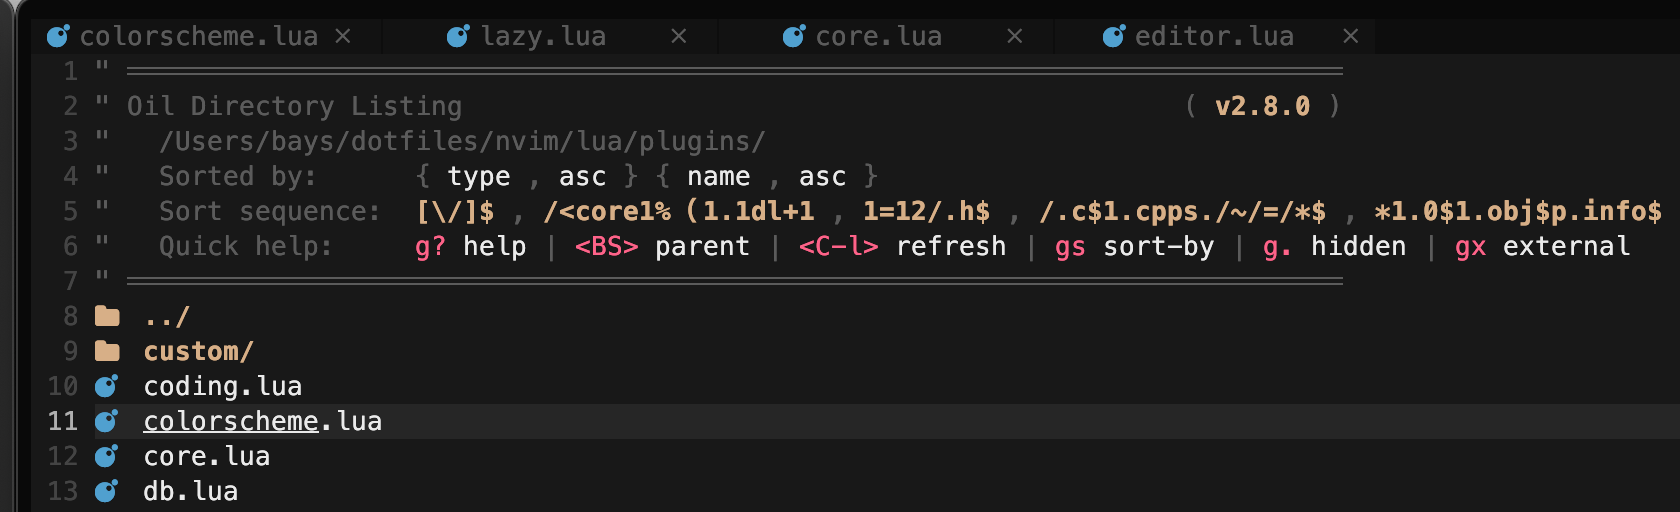 colorscheme.lua × lazy.lua × core.lua × editor.lua ×
1 " ══════════════════════════════════════════════════════════════════════════════
2 " Oil Directory Listing ( v2.8.0 )
3 " /Users/bays/dotfiles/nvim/lua/plugins/
4 " Sorted by: { type , asc } { name , asc }
5 " Sort sequence: [\/]$ , /<core1% (1.1dl+1 , 1=12/.h$ , /.c$1.cpps./~/=/*$ , *1.0$1.obj$p.info$
6 " Quick help: g? help | <BS> parent | <C-l> refresh | gs sort-by | g. hidden | gx external
7 " ══════════════════════════════════════════════════════════════════════════════
8 ../
9 custom/
10 coding.lua
11 colorscheme.lua
12 core.lua
13 db.lua